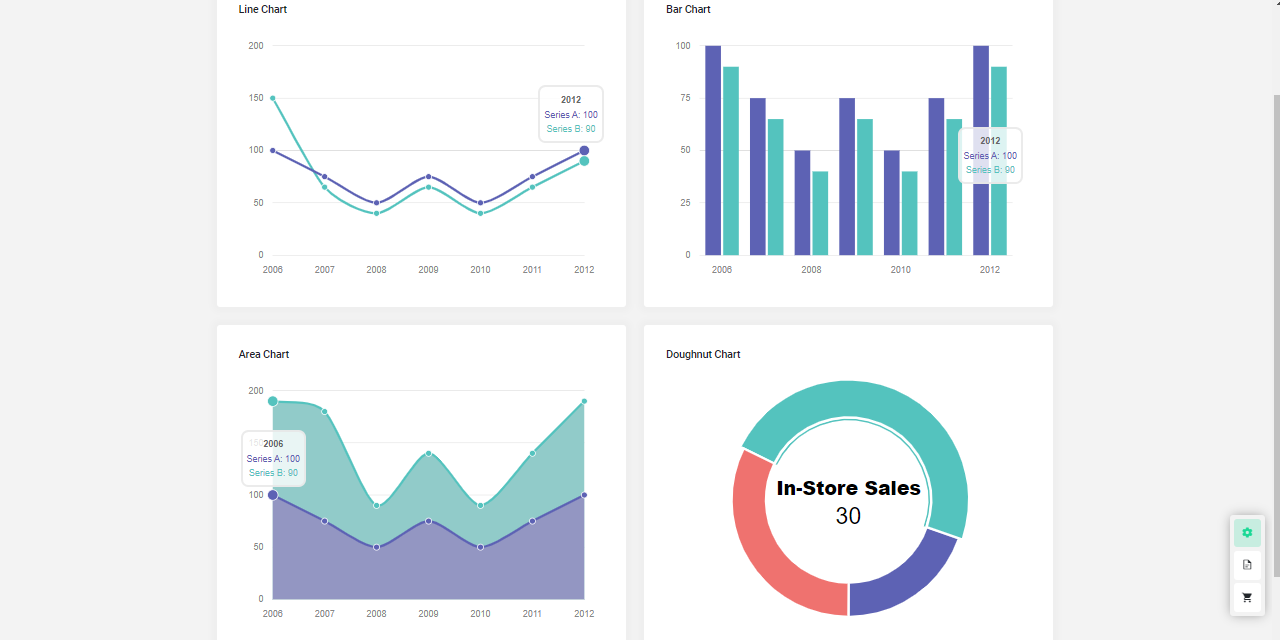 Line Chart
200
150
100
50
0
2006 2007 2008 2009 2010 2011 2012
2012
Series A: 100
Series B: 90
Bar Chart
100
75
50
25
0
2006 2008 2010 2012
2012
Series A: 100
Series B: 90
Area Chart
200
150
100
50
0
2006 2007 2008 2009 2010 2011 2012
2006
Series A: 100
Series B: 90
Doughnut Chart
In-Store Sales
30